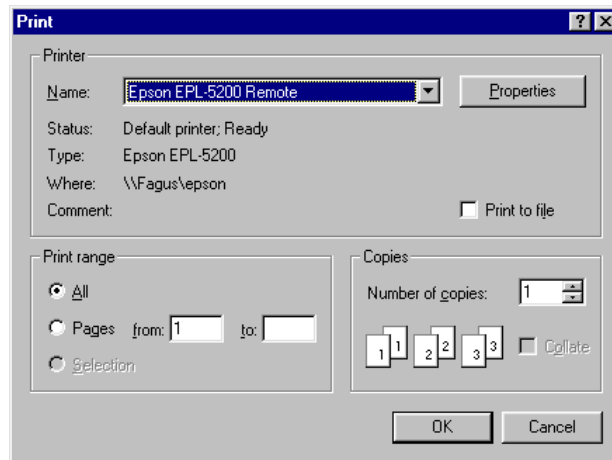 Print
Printer
Name: Epson EPL-5200 Remote Properties
Status: Default printer; Ready
Type: Epson EPL-5200
Where: \\Fagus\epson
Comment: Print to file
Print range
All
Pages from: 1 to:
Selection
Copies
Number of copies: 1
1 1 2 2 3 3 Collate
OK Cancel